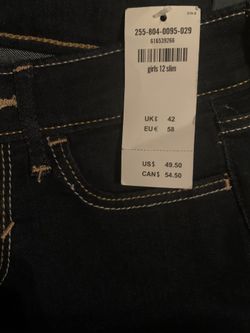 255-804-0095-029
616539266
girls 12 slim
UK£ 42
EU€ 58
US$ 49.50
CAN$ 54.50